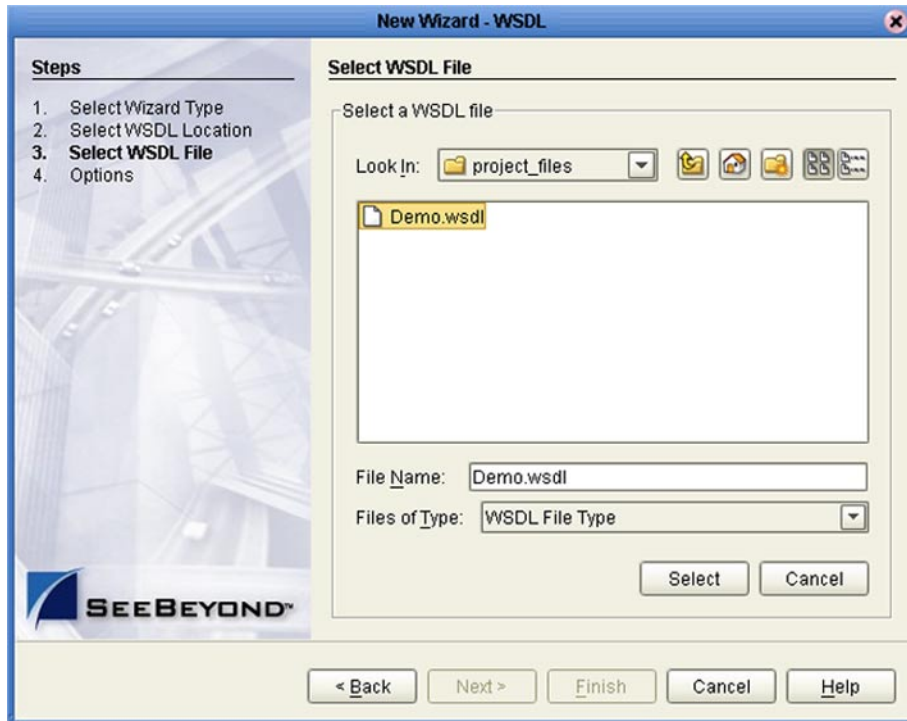 New Wizard - WSDL
Steps
1. Select Wizard Type
2. Select WSDL Location
3. Select WSDL File
4. Options
SEEBEYOND™
Select WSDL File
Select a WSDL file
Look In: project_files
Demo.wsdl
File Name: Demo.wsdl
Files of Type: WSDL File Type
Select Cancel
< Back Next > Finish Cancel Help